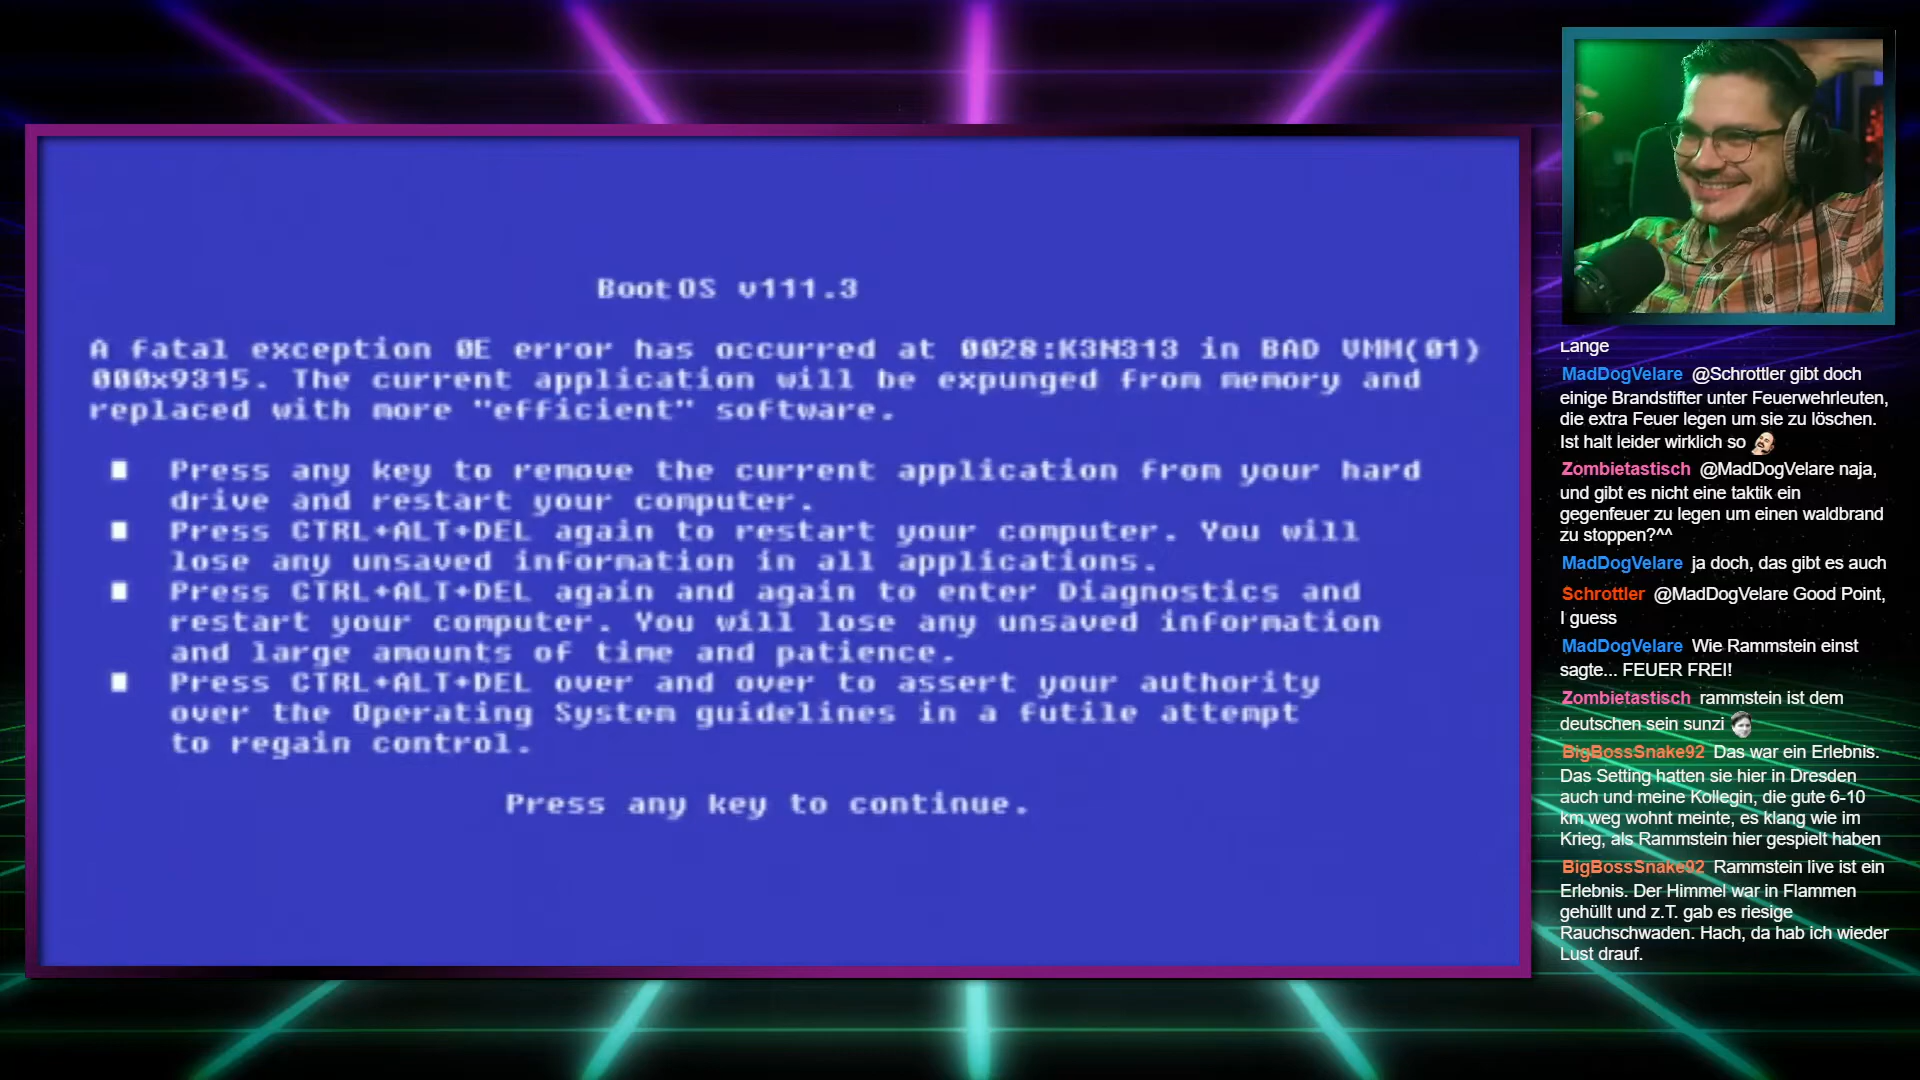 BootOS v111.3
A fatal exception 0E error has occurred at 0028:K3N313 in BAD VMM(01)
000x9315. The current application will be expunged from memory and
replaced with more "efficient" software.
Press any key to remove the current application from your hard
drive and restart your computer.
Press CTRL+ALT+DEL again to restart your computer. You will
lose any unsaved information in all applications.
Press CTRL+ALT+DEL again and again to enter Diagnostics and
restart your computer. You will lose any unsaved information
and large amounts of time and patience.
Press CTRL+ALT+DEL over and over to assert your authority
over the Operating System guidelines in a futile attempt
to regain control.
Press any key to continue.
Lange
MadDogVelare @Schrottler gibt doch
einige Brandstifter unter Feuerwehrleuten,
die extra Feuer legen um sie zu löschen.
Ist halt leider wirklich so
Zombietastisch @MadDogVelare naja,
und gibt es nicht eine taktik ein
gegenfeuer zu legen um einen waldbrand
zu stoppen?^^
MadDogVelare ja doch, das gibt es auch
Schrottler @MadDogVelare Good Point,
I guess
MadDogVelare Wie Rammstein einst
sagte... FEUER FREI!
Zombietastisch rammstein ist dem
deutschen sein sunzi
BigBossSnake92 Das war ein Erlebnis.
Das Setting hatten sie hier in Dresden
auch und meine Kollegin, die gute 6-10
km weg wohnt meinte, es klang wie im
Krieg, als Rammstein hier gespielt haben
BigBossSnake92 Rammstein live ist ein
Erlebnis. Der Himmel war in Flammen
gehüllt und z.T. gab es riesige
Rauchschwaden. Hach, da hab ich wieder
Lust drauf.